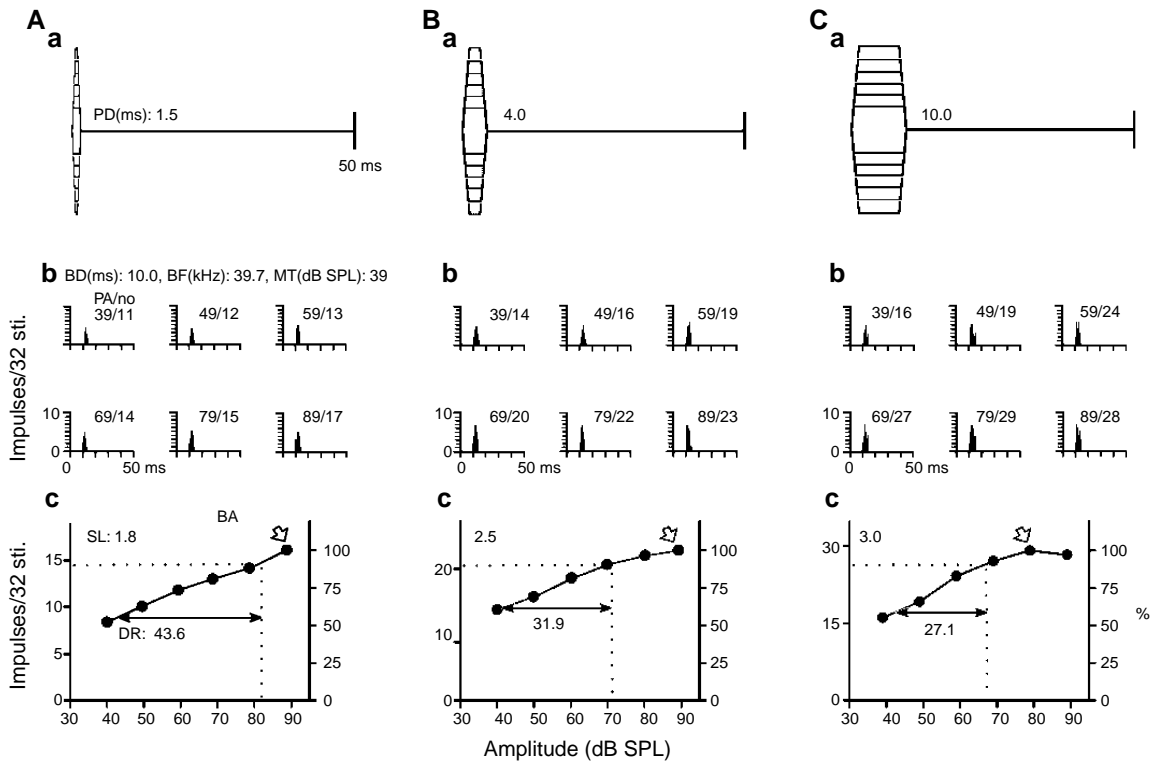 A B C
a a a
PD(ms): 1.5 4.0 10.0
50 ms
b BD(ms): 10.0, BF(kHz): 39.7, MT(dB SPL): 39 b b
PA/no
39/11 49/12 59/13 39/14 49/16 59/19 39/16 49/19 59/24
Impulses/32 sti.
10 69/14 79/15 89/17 10 69/20 79/22 89/23 10 69/27 79/29 89/28
0 0 0
0 50 ms 0 50 ms 0 50 ms
c c c
BA
SL: 1.8 2.5 3.0
Impulses/32 sti.
15 100 20 100 30 100
10 75 10 75 15 75
5 50 0 50 0 50 %
0 25 25 25
0 0 0
DR: 43.6 31.9 27.1
30 40 50 60 70 80 90 30 40 50 60 70 80 90 30 40 50 60 70 80 90
Amplitude (dB SPL)